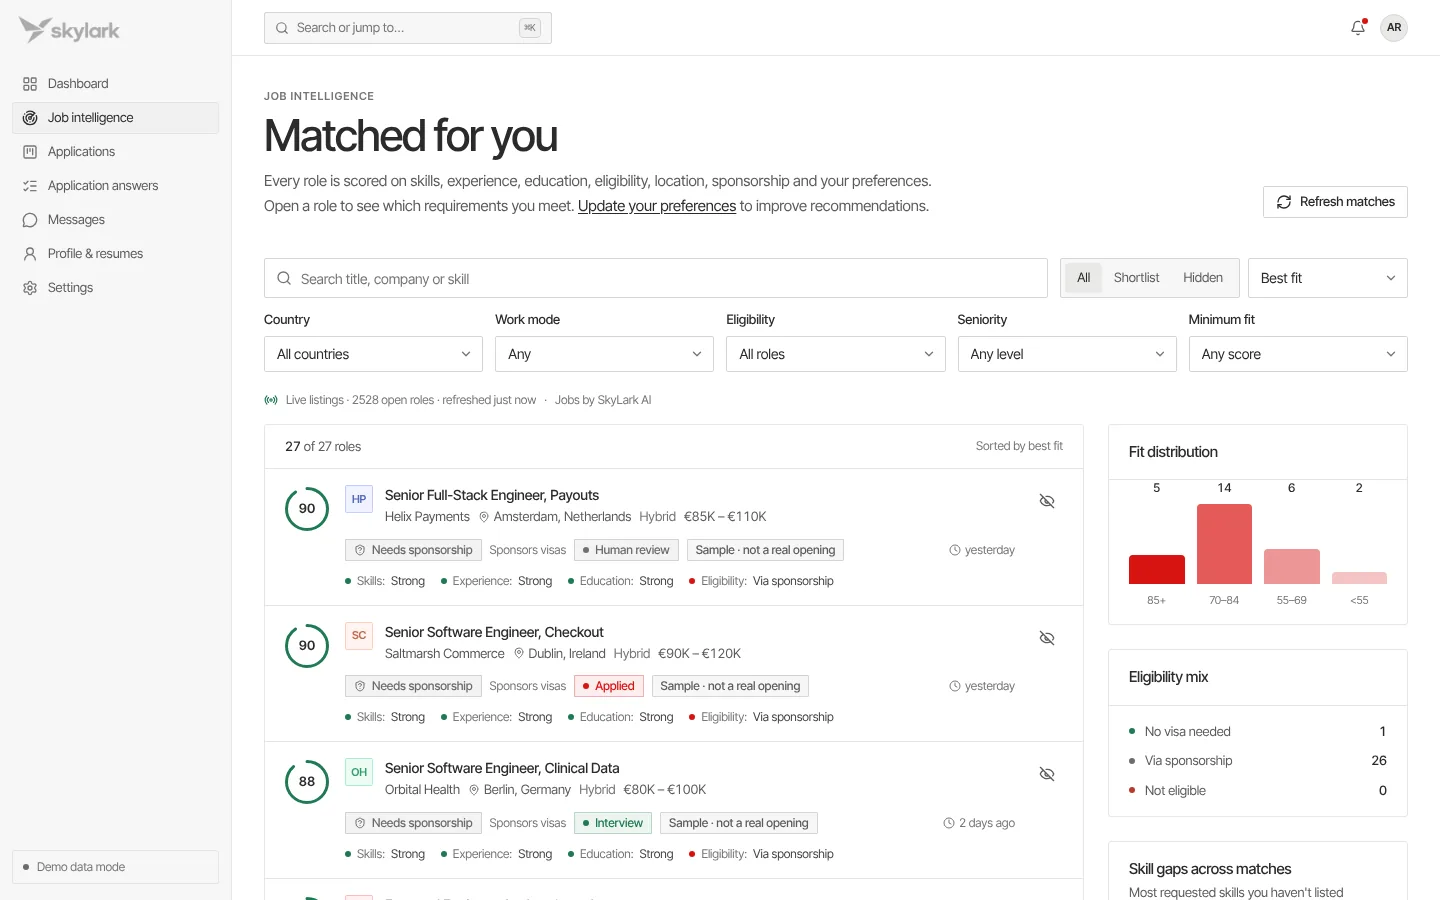 skylark
Search or jump to...
⌘K
AR
Dashboard
Job intelligence
Applications
Application answers
Messages
Profile & resumes
Settings
Demo data mode
JOB INTELLIGENCE
Matched for you
Every role is scored on skills, experience, education, eligibility, location, sponsorship and your preferences.
Open a role to see which requirements you meet. Update your preferences to improve recommendations.
Refresh matches
Search title, company or skill
All Shortlist Hidden
Best fit
Country Work mode Eligibility Seniority Minimum fit
All countries Any All roles Any level Any score
Live listings · 2528 open roles · refreshed just now · Jobs by SkyLark AI
27 of 27 roles
Sorted by best fit
90
HP
Senior Full-Stack Engineer, Payouts
Helix Payments Amsterdam, Netherlands Hybrid €85K – €110K
Needs sponsorship Sponsors visas Human review Sample · not a real opening yesterday
Skills: Strong Experience: Strong Education: Strong Eligibility: Via sponsorship
90
SC
Senior Software Engineer, Checkout
Saltmarsh Commerce Dublin, Ireland Hybrid €90K – €120K
Needs sponsorship Sponsors visas Applied Sample · not a real opening yesterday
Skills: Strong Experience: Strong Education: Strong Eligibility: Via sponsorship
88
OH
Senior Software Engineer, Clinical Data
Orbital Health Berlin, Germany Hybrid €80K – €100K
Needs sponsorship Sponsors visas Interview Sample · not a real opening 2 days ago
Skills: Strong Experience: Strong Education: Strong Eligibility: Via sponsorship
Fit distribution
5 14 6 2
85+ 70–84 55–69 <55
Eligibility mix
No visa needed 1
Via sponsorship 26
Not eligible 0
Skill gaps across matches
Most requested skills you haven't listed